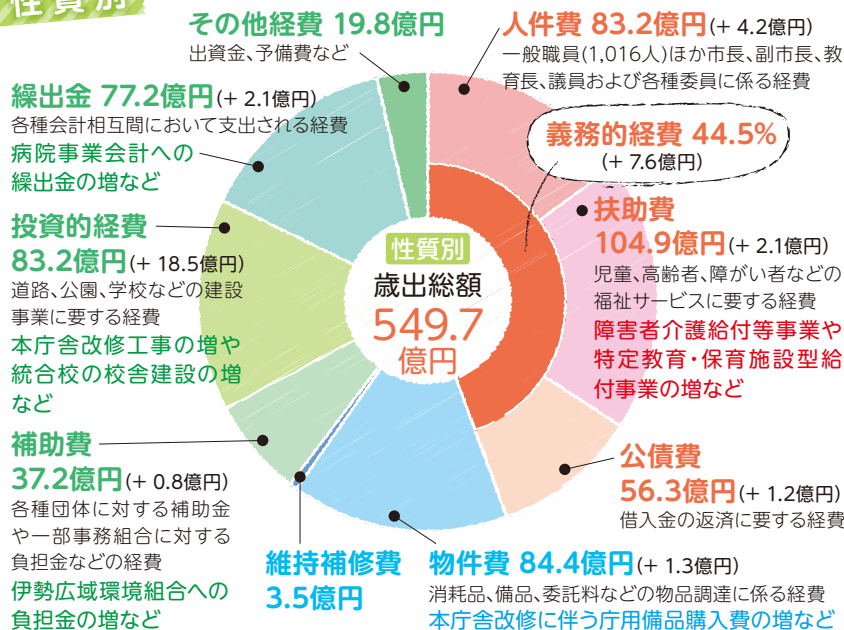 性質別
その他経費 19.8億円
出資金、予備費など
人件費 83.2億円(+ 4.2億円)
一般職員(1,016人)ほか市長、副市長、教
育長、議員および各種委員に係る経費
繰出金 77.2億円(+ 2.1億円)
各種会計相互間において支出される経費
病院事業会計への
繰出金の増など
義務的経費 44.5%
(+ 7.6億円)
投資的経費
83.2億円(+ 18.5億円)
道路、公園、学校などの建設
事業に要する経費
本庁舎改修工事の増や
統合校の校舎建設の増
など
性質別
歳出総額
549.7
億円
扶助費
104.9億円(+ 2.1億円)
児童、高齢者、障がい者などの
福祉サービスに要する経費
障害者介護給付等事業や
特定教育・保育施設型給
付事業の増など
補助費
37.2億円(+ 0.8億円)
各種団体に対する補助金
や一部事務組合に対する
負担金などの経費
伊勢広域環境組合への
負担金の増など
公債費
56.3億円(+ 1.2億円)
借入金の返済に要する経費
維持補修費
3.5億円
物件費 84.4億円(+ 1.3億円)
消耗品、備品、委託料などの物品調達に係る経費
本庁舎改修に伴う庁用備品購入費の増など